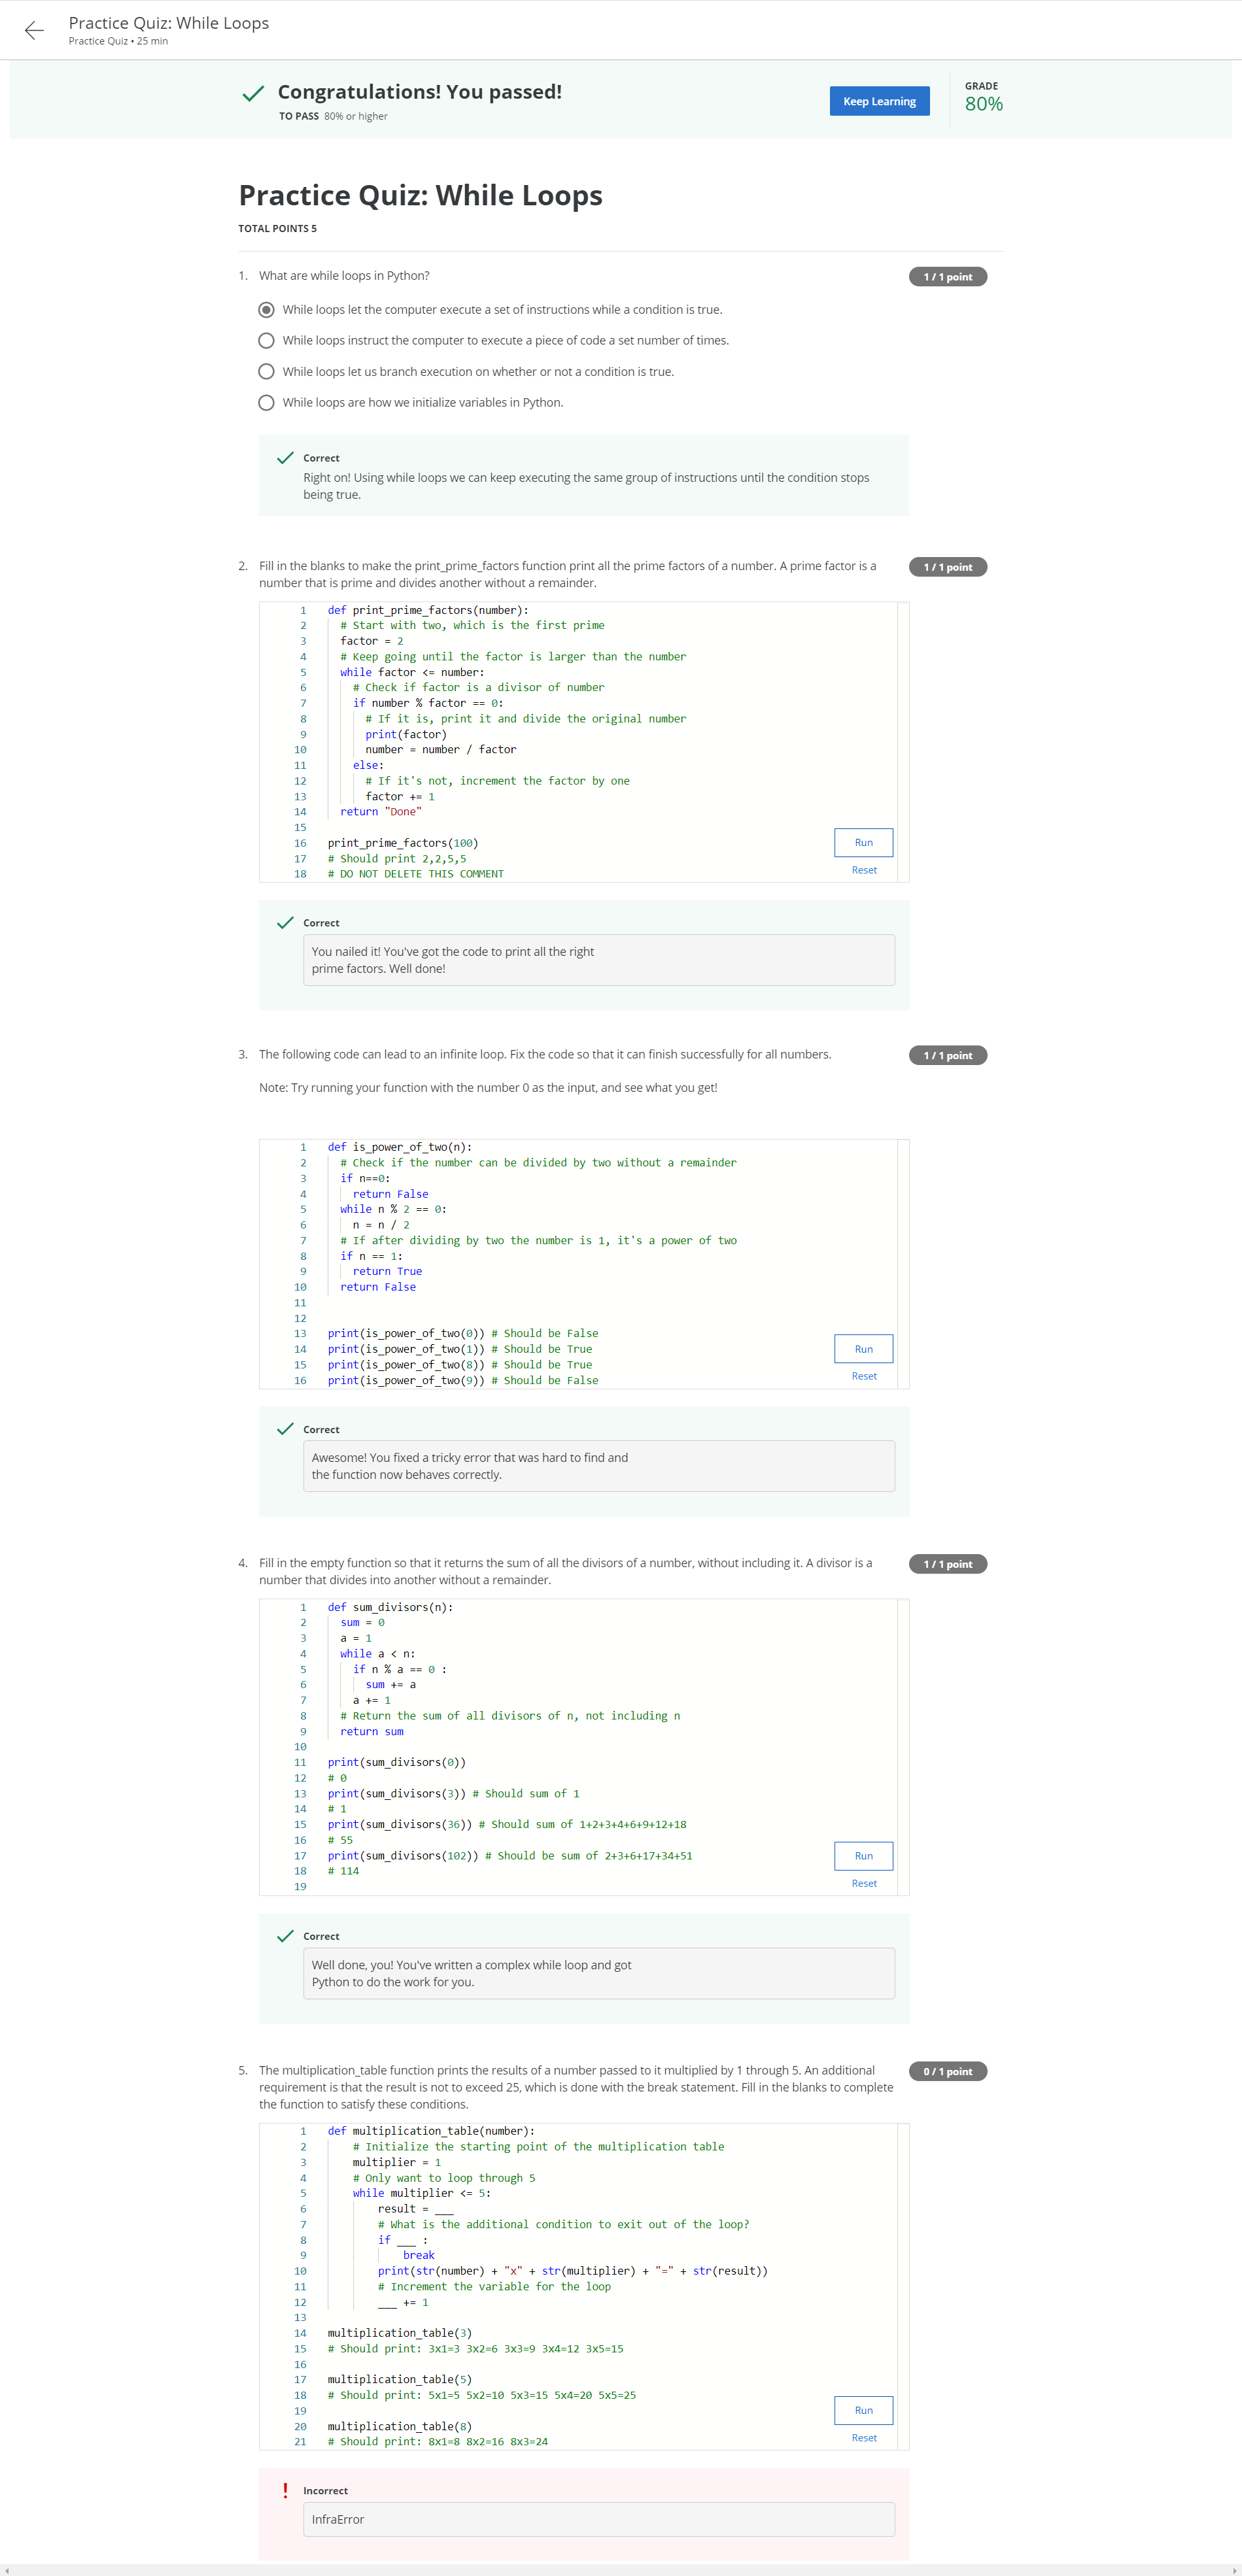 Practice Quiz: While Loops
Practice Quiz • 25 min
Congratulations! You passed!
TO PASS 80% or higher
Keep Learning
GRADE
80%
Practice Quiz: While Loops
TOTAL POINTS 5
1. What are while loops in Python?
1 / 1 point
While loops let the computer execute a set of instructions while a condition is true.
While loops instruct the computer to execute a piece of code a set number of times.
While loops let us branch execution on whether or not a condition is true.
While loops are how we initialize variables in Python.
Correct
Right on! Using while loops we can keep executing the same group of instructions until the condition stops
being true.
2. Fill in the blanks to make the print_prime_factors function print all the prime factors of a number. A prime factor is a
number that is prime and divides another without a remainder.
1 / 1 point
1 def print_prime_factors(number):
2 # Start with two, which is the first prime
3 factor = 2
4 # Keep going until the factor is larger than the number
5 while factor <= number:
6 # Check if factor is a divisor of number
7 if number % factor == 0:
8 # If it is, print it and divide the original number
9 print(factor)
10 number = number / factor
11 else:
12 # If it's not, increment the factor by one
13 factor += 1
14 return "Done"
15
16 print_prime_factors(100)
17 # Should print 2,2,5,5
18 # DO NOT DELETE THIS COMMENT
Run
Reset
Correct
You nailed it! You've got the code to print all the right
prime factors. Well done!
3. The following code can lead to an infinite loop. Fix the code so that it can finish successfully for all numbers.
1 / 1 point
Note: Try running your function with the number 0 as the input, and see what you get!
1 def is_power_of_two(n):
2 # Check if the number can be divided by two without a remainder
3 if n==0:
4 return False
5 while n % 2 == 0:
6 n = n / 2
7 # If after dividing by two the number is 1, it's a power of two
8 if n == 1:
9 return True
10 return False
11
12
13 print(is_power_of_two(0)) # Should be False
14 print(is_power_of_two(1)) # Should be True
15 print(is_power_of_two(8)) # Should be True
16 print(is_power_of_two(9)) # Should be False
Run
Reset
Correct
Awesome! You fixed a tricky error that was hard to find and
the function now behaves correctly.
4. Fill in the empty function so that it returns the sum of all the divisors of a number, without including it. A divisor is a
number that divides into another without a remainder.
1 / 1 point
1 def sum_divisors(n):
2 sum = 0
3 a = 1
4 while a < n:
5 if n % a == 0 :
6 sum += a
7 a += 1
8 # Return the sum of all divisors of n, not including n
9 return sum
10
11 print(sum_divisors(0))
12 # 0
13 print(sum_divisors(3)) # Should sum of 1
14 # 1
15 print(sum_divisors(36)) # Should sum of 1+2+3+4+6+9+12+18
16 # 55
17 print(sum_divisors(102)) # Should be sum of 2+3+6+17+34+51
18 # 114
19
Run
Reset
Correct
Well done, you! You've written a complex while loop and got
Python to do the work for you.
5. The multiplication_table function prints the results of a number passed to it multiplied by 1 through 5. An additional
requirement is that the result is not to exceed 25, which is done with the break statement. Fill in the blanks to complete
the function to satisfy these conditions.
0 / 1 point
1 def multiplication_table(number):
2 # Initialize the starting point of the multiplication table
3 multiplier = 1
4 # Only want to loop through 5
5 while multiplier <= 5:
6 result = ___
7 # What is the additional condition to exit out of the loop?
8 if ___ :
9 break
10 print(str(number) + "x" + str(multiplier) + "=" + str(result))
11 # Increment the variable for the loop
12 ___ += 1
13
14 multiplication_table(3)
15 # Should print: 3x1=3 3x2=6 3x3=9 3x4=12 3x5=15
16
17 multiplication_table(5)
18 # Should print: 5x1=5 5x2=10 5x3=15 5x4=20 5x5=25
19
20 multiplication_table(8)
21 # Should print: 8x1=8 8x2=16 8x3=24
Run
Reset
Incorrect
InfraError